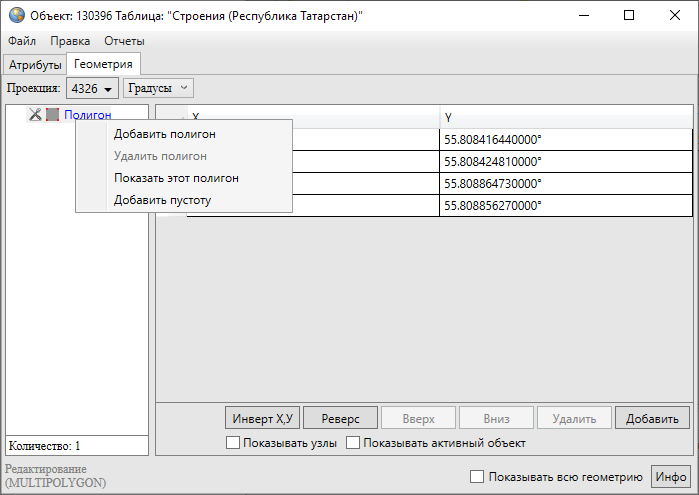 Объект: 130396 Таблица: "Строения (Республика Татарстан)"
Файл Правка Отчеты
Атрибуты Геометрия
Проекция: 4326 Градусы
Полигон
X Y
Добавить полигон
Удалить полигон
Показать этот полигон
Добавить пустоту
55.808416440000°
55.808424810000°
55.808864730000°
55.808856270000°
Инверт X,У Реверс Вверх Вниз Удалить Добавить
Показывать узлы Показывать активный объект
Количество: 1
Редактирование
(MULTIPOLYGON)
Показывать всю геометрию Инфо